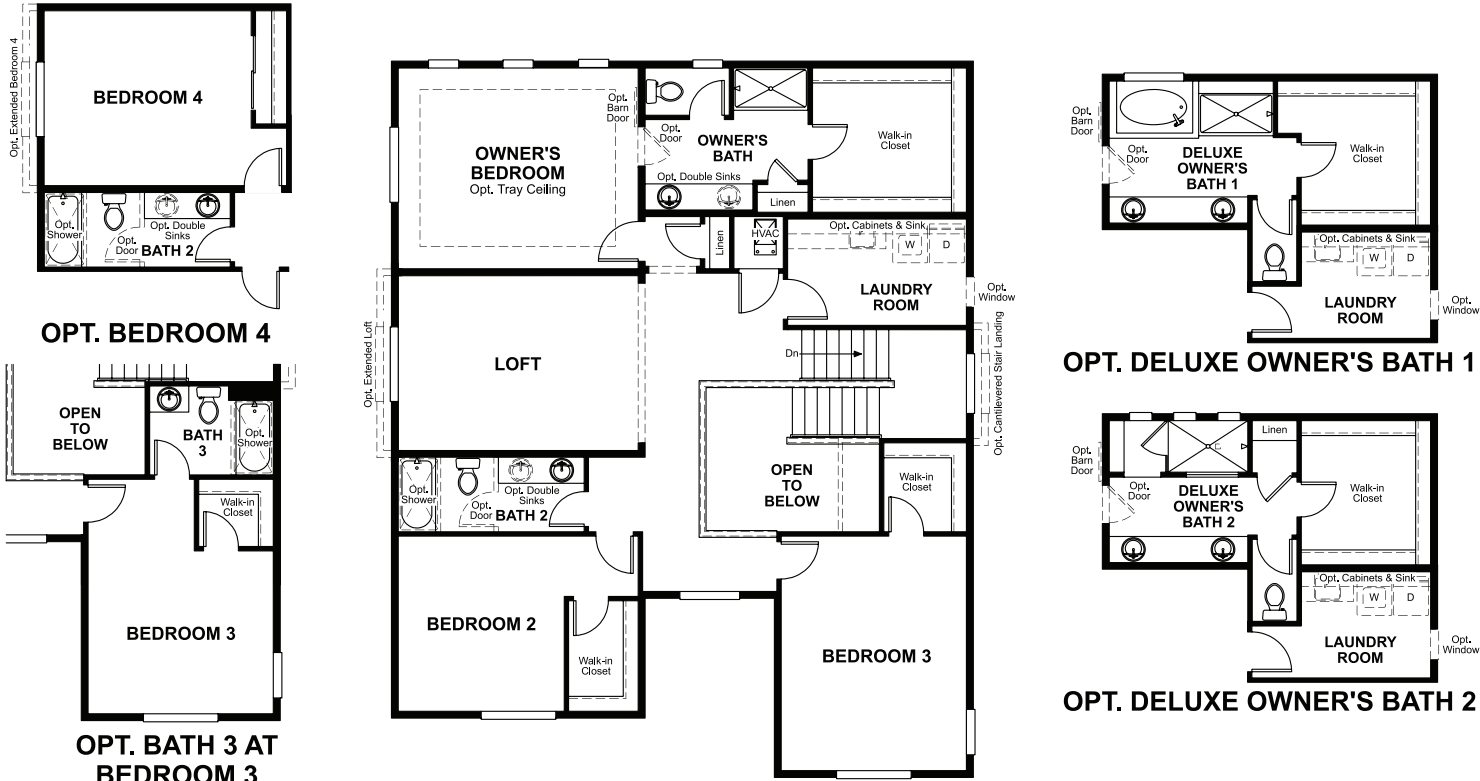 Opt. Extended Bedroom 4
BEDROOM 4
Opt.
Shower
Opt. Double
Sinks
Opt.
Door
BATH 2
OPT. BEDROOM 4
OPEN
TO
BELOW
BATH
3
Opt.
Shower
Walk-in
Closet
BEDROOM 3
OPT. BATH 3 AT
BEDROOM 3
OWNER'S
BEDROOM
Opt. Tray Ceiling
Opt.
Barn
Door
Opt.
Door
OWNER'S
BATH
Opt. Double Sinks
Linen
Walk-in
Closet
Linen
HVAC
Opt. Cabinets & Sink
W
D
LAUNDRY
ROOM
Opt.
Window
Opt. Extended Loft
LOFT
Dn
Opt. Cantilevered Stair Landing
OPEN
TO
BELOW
Walk-in
Closet
Opt.
Shower
Opt. Double
Sinks
Opt.
Door
BATH 2
BEDROOM 2
Walk-in
Closet
BEDROOM 3
Opt.
Barn
Door
Opt.
Door
DELUXE
OWNER'S
BATH 1
Walk-in
Closet
Opt. Cabinets & Sink
W
D
LAUNDRY
ROOM
Opt.
Window
OPT. DELUXE OWNER'S BATH 1
Linen
Opt.
Barn
Door
Opt.
Door
DELUXE
OWNER'S
BATH 2
Walk-in
Closet
Opt. Cabinets & Sink
W
D
LAUNDRY
ROOM
Opt.
Window
OPT. DELUXE OWNER'S BATH 2